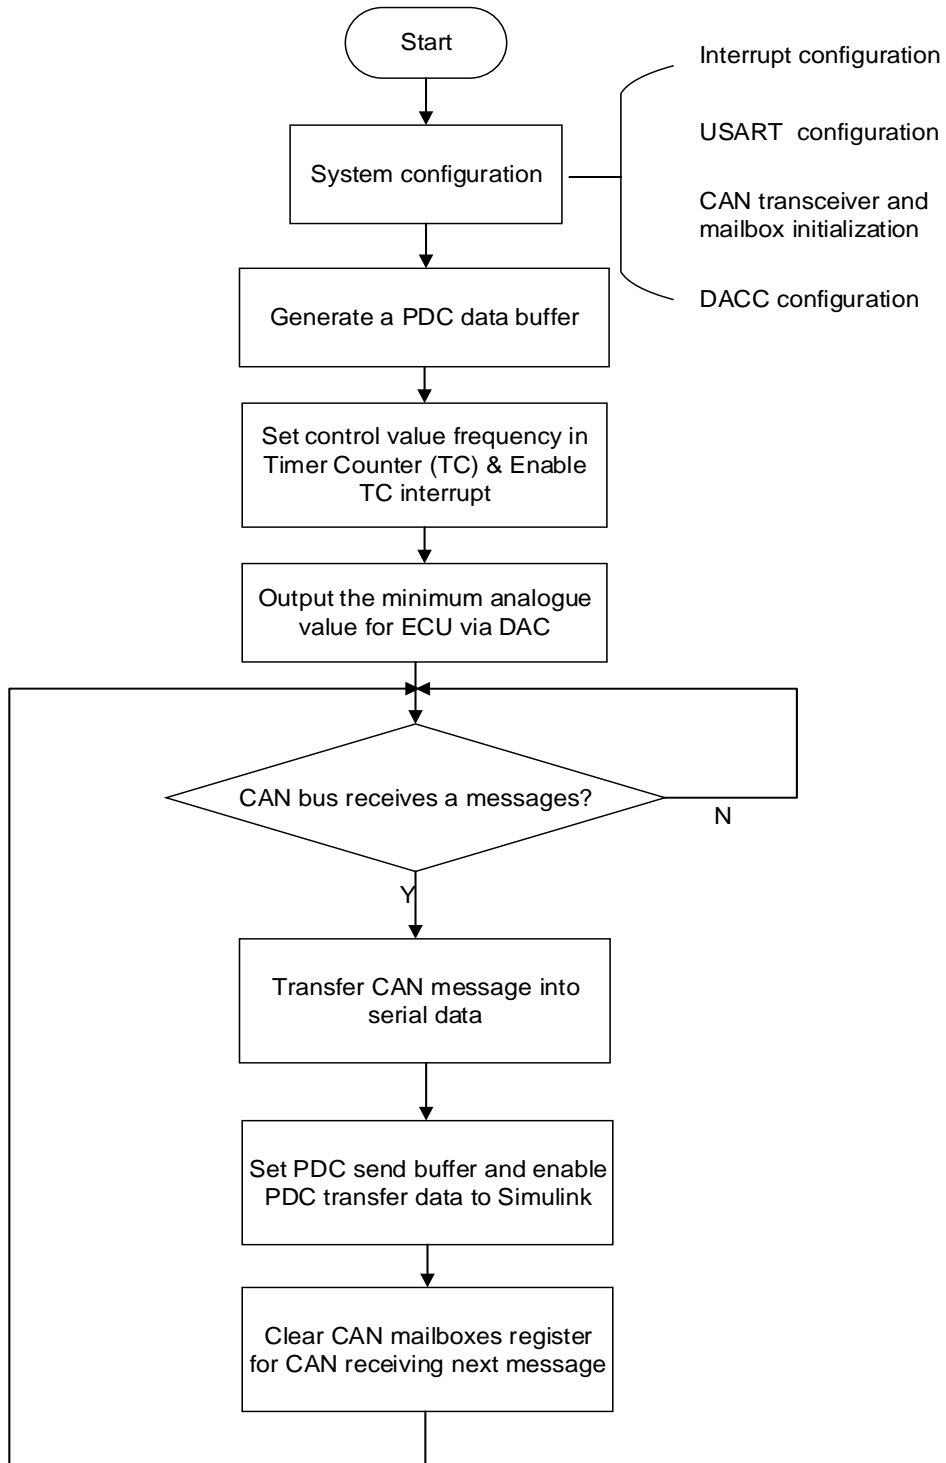 Start
Interrupt configuration
USART  configuration
System configuration
CAN transceiver and
mailbox initialization
DACC configuration
Generate a PDC data buffer
Set control value frequency in
Timer Counter (TC) & Enable
TC interrupt
Output the minimum analogue
value for ECU via DAC
CAN bus receives a messages?
N
Y
Transfer CAN message into
serial data
Set PDC send buffer and enable
PDC transfer data to Simulink
Clear CAN mailboxes register
for CAN receiving next message